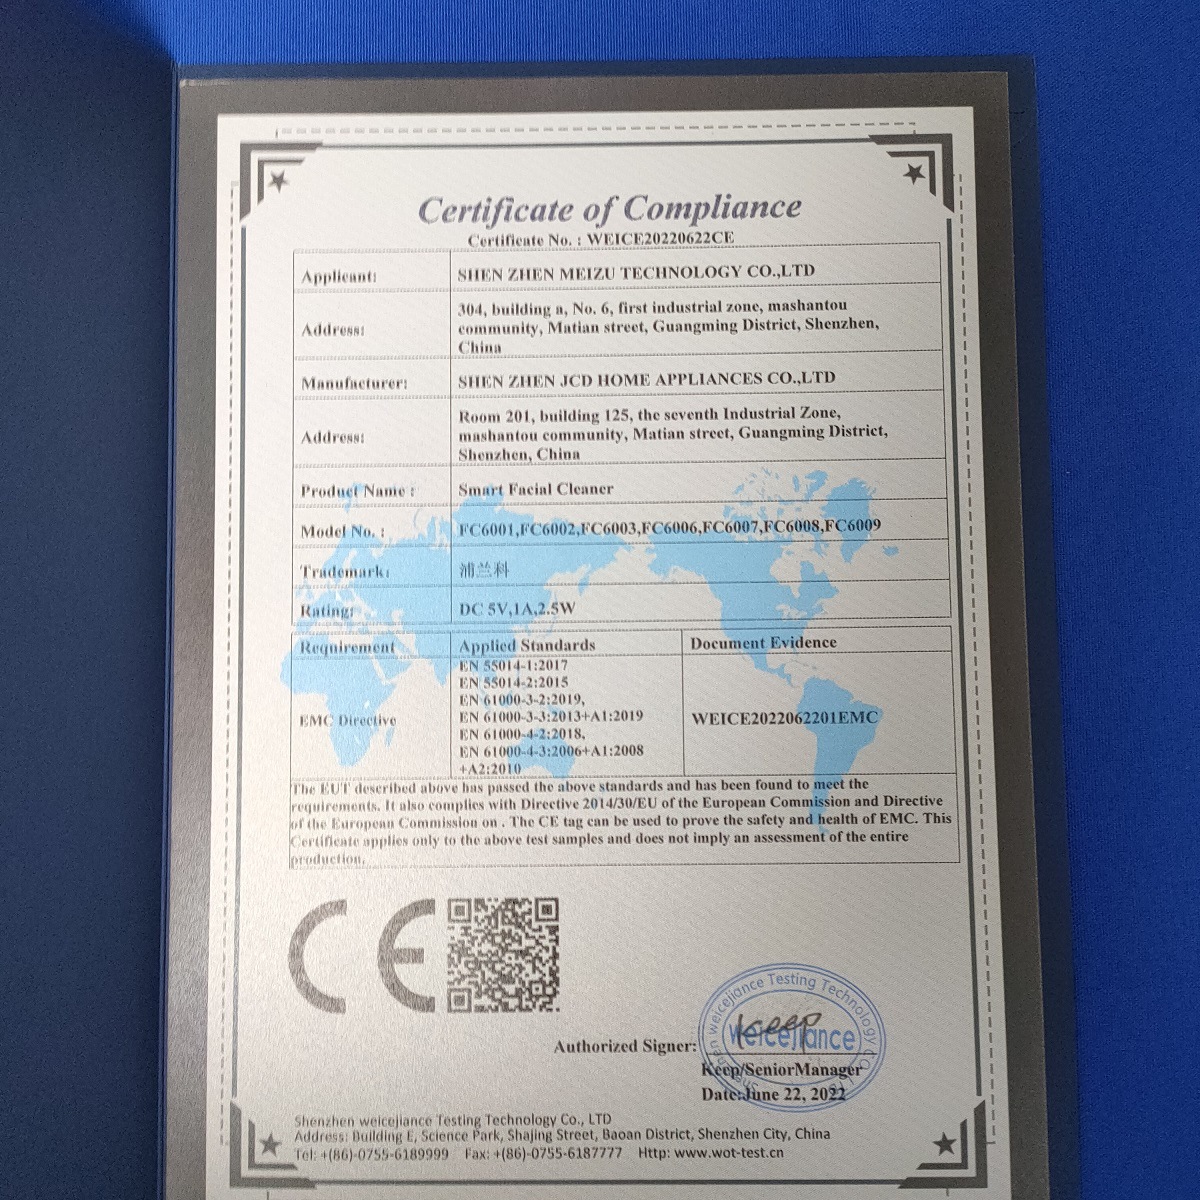 Certificate of Compliance
Certificate No. : WEICE20220622CE
Applicant: SHEN ZHEN MEIZU TECHNOLOGY CO.,LTD
Address: 304, building a, No. 6, first industrial zone, mashantou
community, Matian street, Guangming District, Shenzhen,
China
Manufacturer: SHEN ZHEN JCD HOME APPLIANCES CO.,LTD
Address: Room 201, building 125, the seventh Industrial Zone,
mashantou community, Matian street, Guangming District,
Shenzhen, China
Product Name : Smart Facial Cleaner
Model No. : FC6001,FC6002,FC6003,FC6006,FC6007,FC6008,FC6009
Trademark: 浦兰科
Rating: DC 5V,1A,2.5W
Requirement Applied Standards Document Evidence
EN 55014-1:2017
EN 55014-2:2015
EN 61000-3-2:2019,
EMC Directive EN 61000-3-3:2013+A1:2019 WEICE2022062201EMC
EN 61000-4-2:2018,
EN 61000-4-3:2006+A1:2008
+A2:2010
The EUT described above has passed the above standards and has been found to meet the
requirements. It also complies with Directive 2014/30/EU of the European Commission and Directive
of the European Commission on . The CE tag can be used to prove the safety and health of EMC. This
Certificate applies only to the above test samples and does not imply an assessment of the entire
production.
CE
Shenzhen weicejiance Testing Technology CO., LTD
weicejiance
Keep
Authorized Signer:
Keep/SeniorManager
Date:June 22, 2022
Shenzhen weicejiance Testing Technology Co., LTD
Address: Building E, Science Park, Shajing Street, Baoan District, Shenzhen City, China
Tel: +(86)-0755-6189999 Fax: +(86)-0755-6187777 Http: www.wot-test.cn